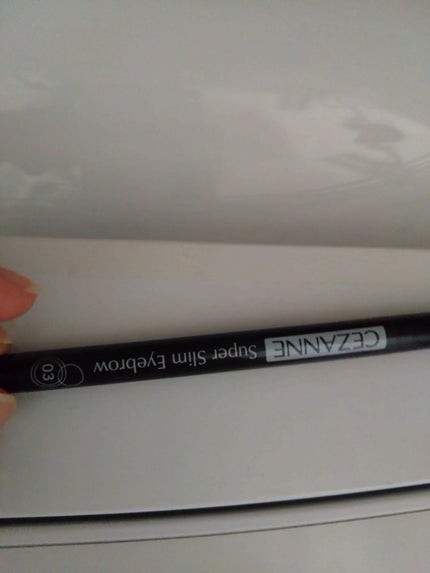 CEZANNE Super Slim Eyebrow 03